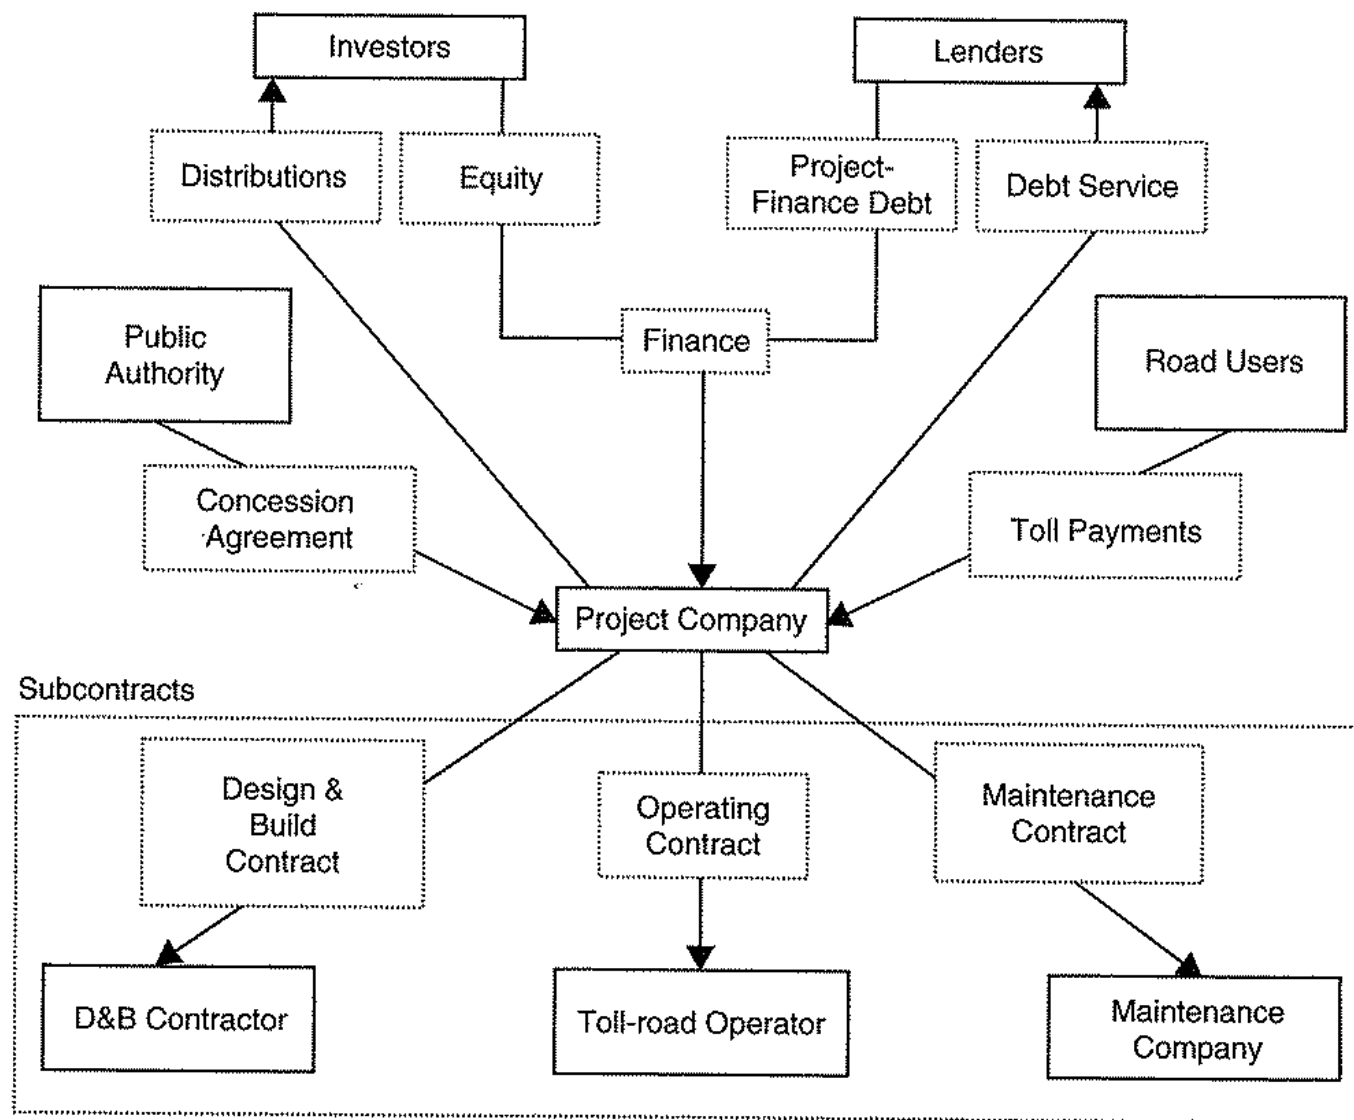 Investors
Lenders
Distributions
Equity
Project-
Finance Debt
Debt Service
Public
Authority
Finance
Road Users
Concession
Agreement
Toll Payments
Project Company
Subcontracts
Design &
Build
Contract
Operating
Contract
Maintenance
Contract
D&B Contractor
Toll-road Operator
Maintenance
Company